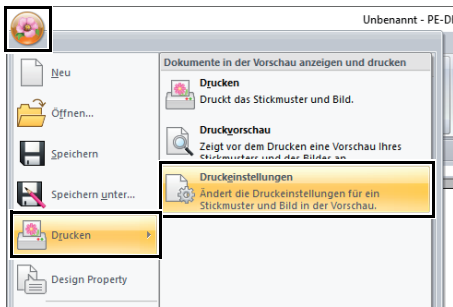 Unbenannt - PE-D
Neu
Öffnen...
Speichern
Speichern unter...
Drucken
Design Property
Dokumente in der Vorschau anzeigen und drucken
Drucken
Druckt das Stickmuster und Bild.
Druckvorschau
Zeigt vor dem Drucken eine Vorschau Ihres
Stickmusters und des Bildes an.
Druckeinstellungen
Ändert die Druckeinstellungen für ein
Stickmuster und Bild in der Vorschau.